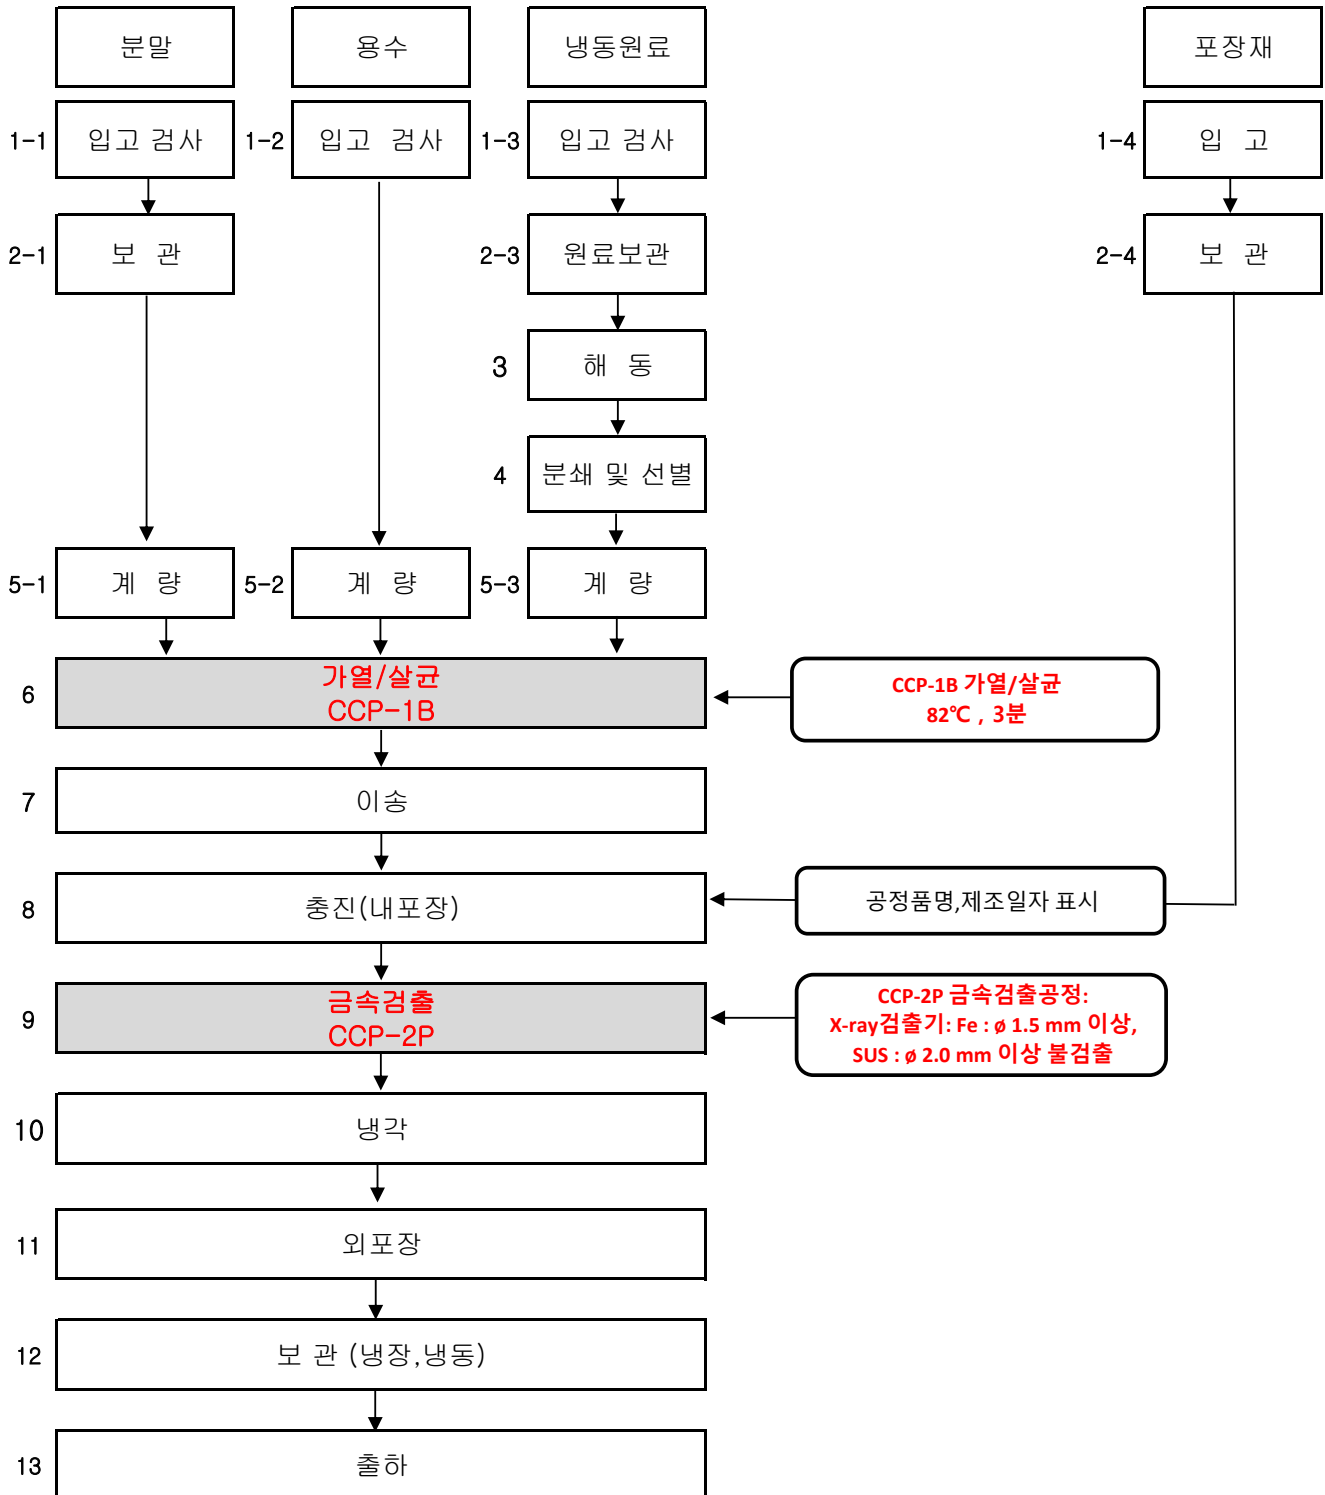 분말
용수
냉동원료
포장재
1-1
입고 검사
1-2
입고 검사
1-3
입고 검사
1-4
입 고
2-1
보 관
2-3
원료보관
2-4
보 관
3
해 동
4
분쇄 및 선별
5-1
계 량
5-2
계 량
5-3
계 량
6
가열/살균
CCP-1B
CCP-1B 가열/살균
82℃ , 3분
7
이송
8
충진(내포장)
공정품명,제조일자 표시
9
금속검출
CCP-2P
CCP-2P 금속검출공정:
X-ray검출기: Fe : ø 1.5 mm 이상,
SUS : ø 2.0 mm 이상 불검출
10
냉각
11
외포장
12
보 관 (냉장,냉동)
13
출하